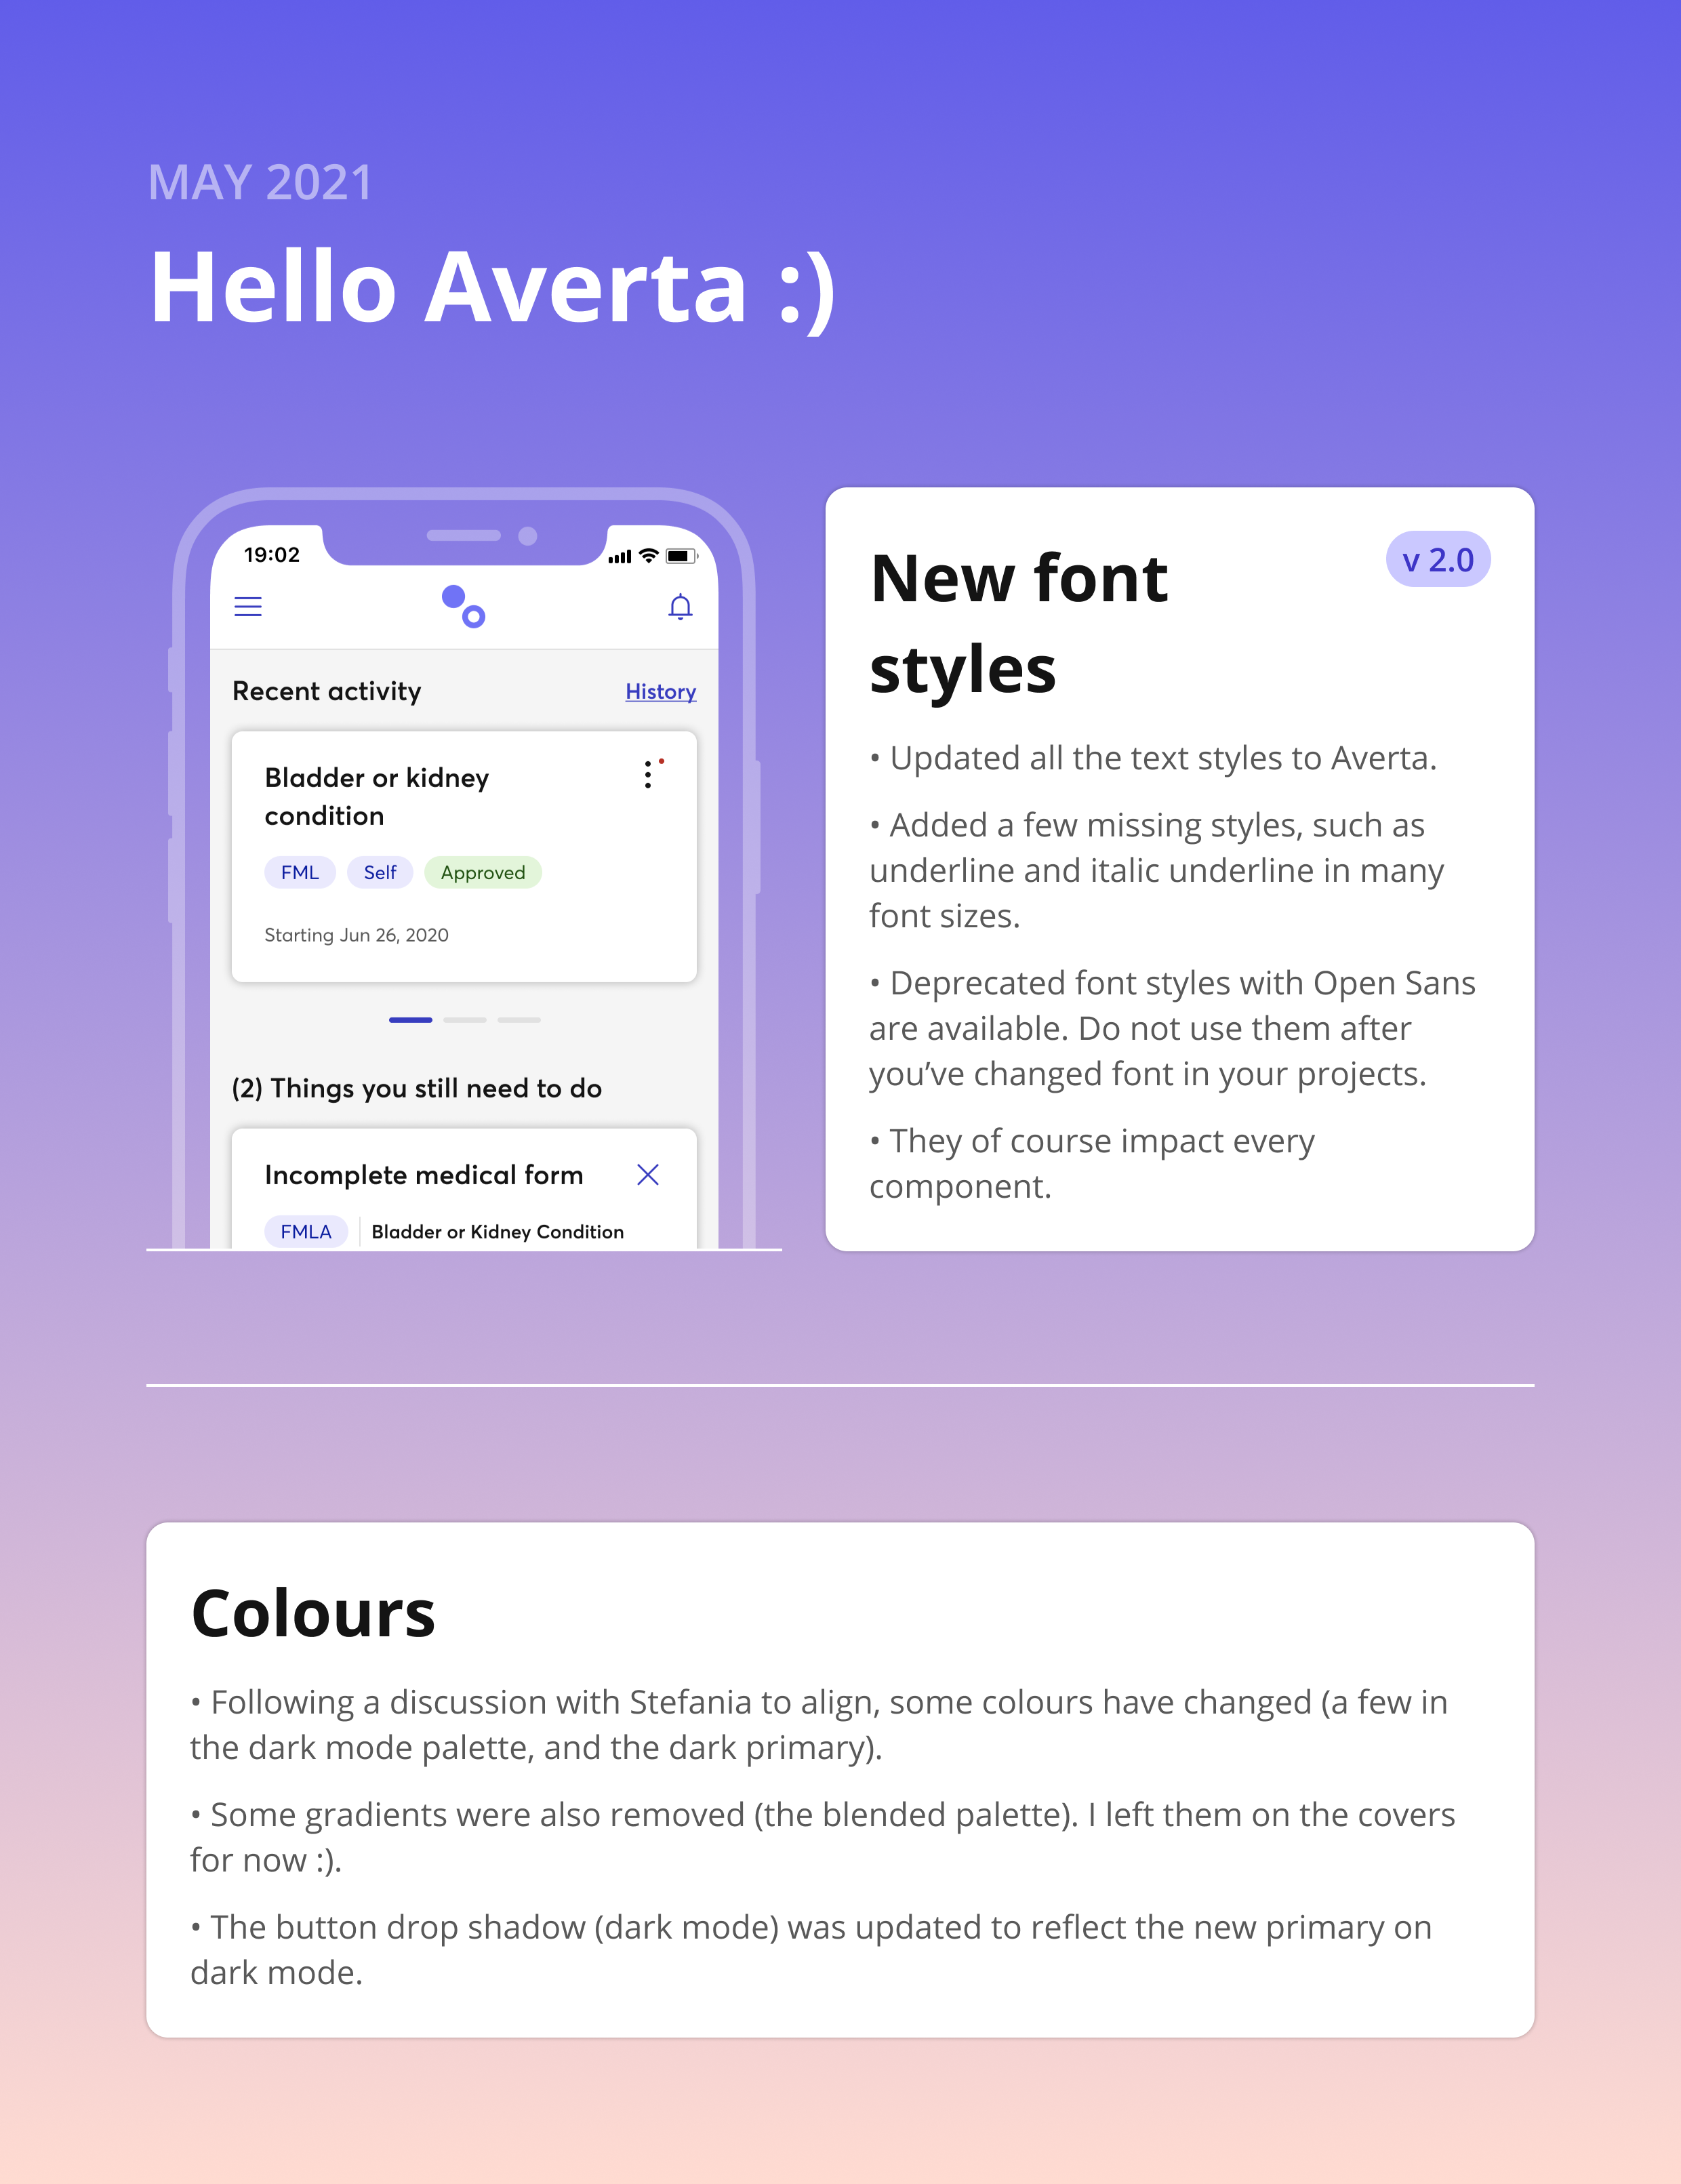 MAY 2021
Hello Averta :)
19:02
Recent activity
History
Bladder or kidney
condition
FML
Self
Approved
Starting Jun 26, 2020
(2) Things you still need to do
Incomplete medical form
FMLA
Bladder or Kidney Condition
New font
styles
v 2.0
• Updated all the text styles to Averta.
• Added a few missing styles, such as
underline and italic underline in many
font sizes.
• Deprecated font styles with Open Sans
are available. Do not use them after
you’ve changed font in your projects.
• They of course impact every
component.
Colours
• Following a discussion with Stefania to align, some colours have changed (a few in
the dark mode palette, and the dark primary).
• Some gradients were also removed (the blended palette). I left them on the covers
for now :).
• The button drop shadow (dark mode) was updated to reflect the new primary on
dark mode.